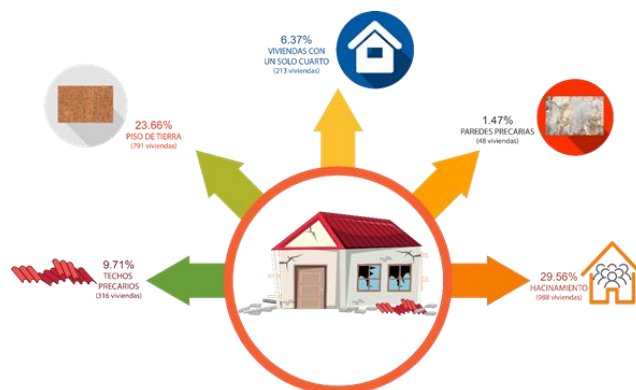 6.37%
VIVIENDAS CON
UN SOLO CUARTO
(213 viviendas)
23.66%
PISO DE TIERRA
(791 viviendas)
1.47%
PAREDES PRECARIAS
(48 viviendas)
9.71%
TECHOS
PRECARIOS
(316 viviendas)
29.56%
HACINAMIENTO
(988 viviendas)